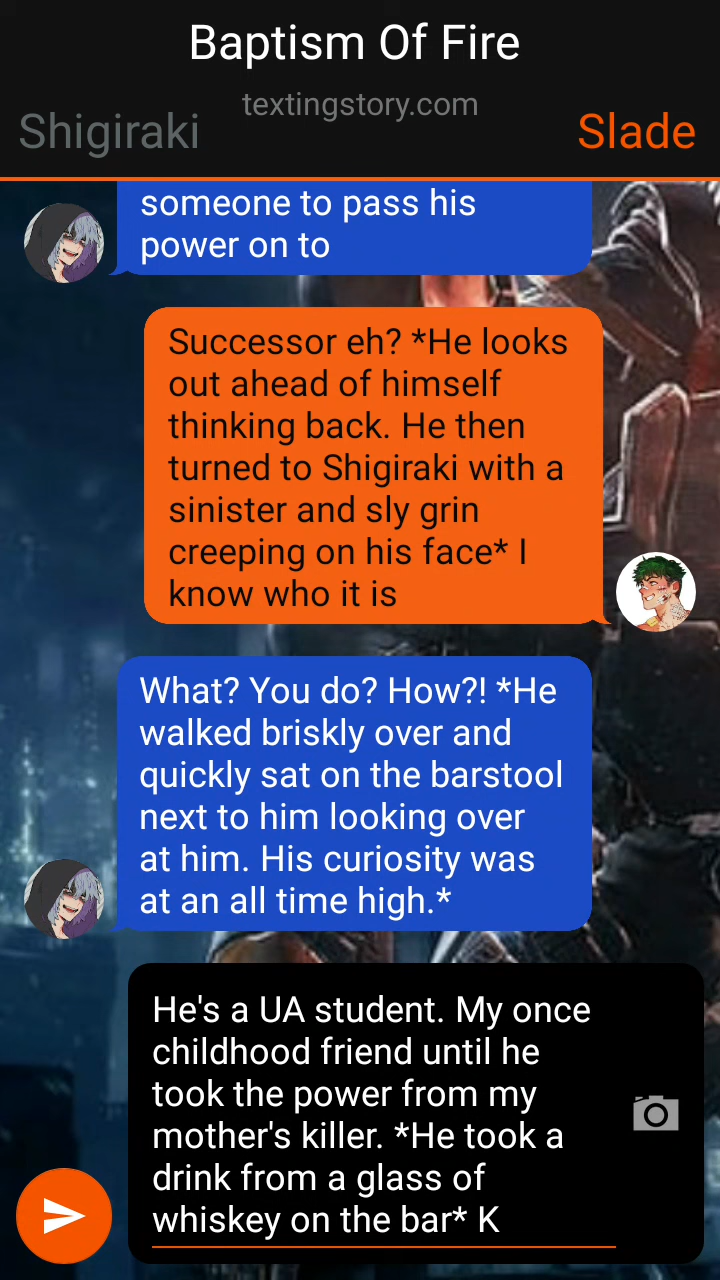 Baptism Of Fire
textingstory.com
Shigiraki
Slade
someone to pass his
power on to
Successor eh? *He looks
out ahead of himself
thinking back. He then
turned to Shigiraki with a
sinister and sly grin
creeping on his face* I
know who it is
What? You do? How?! *He
walked briskly over and
quickly sat on the barstool
next to him looking over
at him. His curiosity was
at an all time high.*
He's a UA student. My once
childhood friend until he
took the power from my
mother's killer. *He took a
drink from a glass of
whiskey on the bar* K